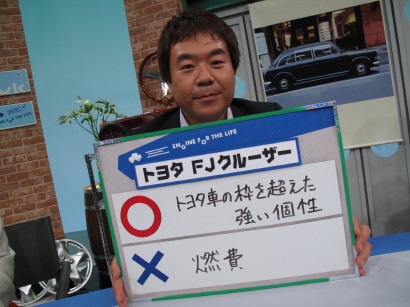 ENGINE FOR THE LIFE
トヨタ FJクルーザー
トヨタ車の枠を超えた
強い個性
燃費